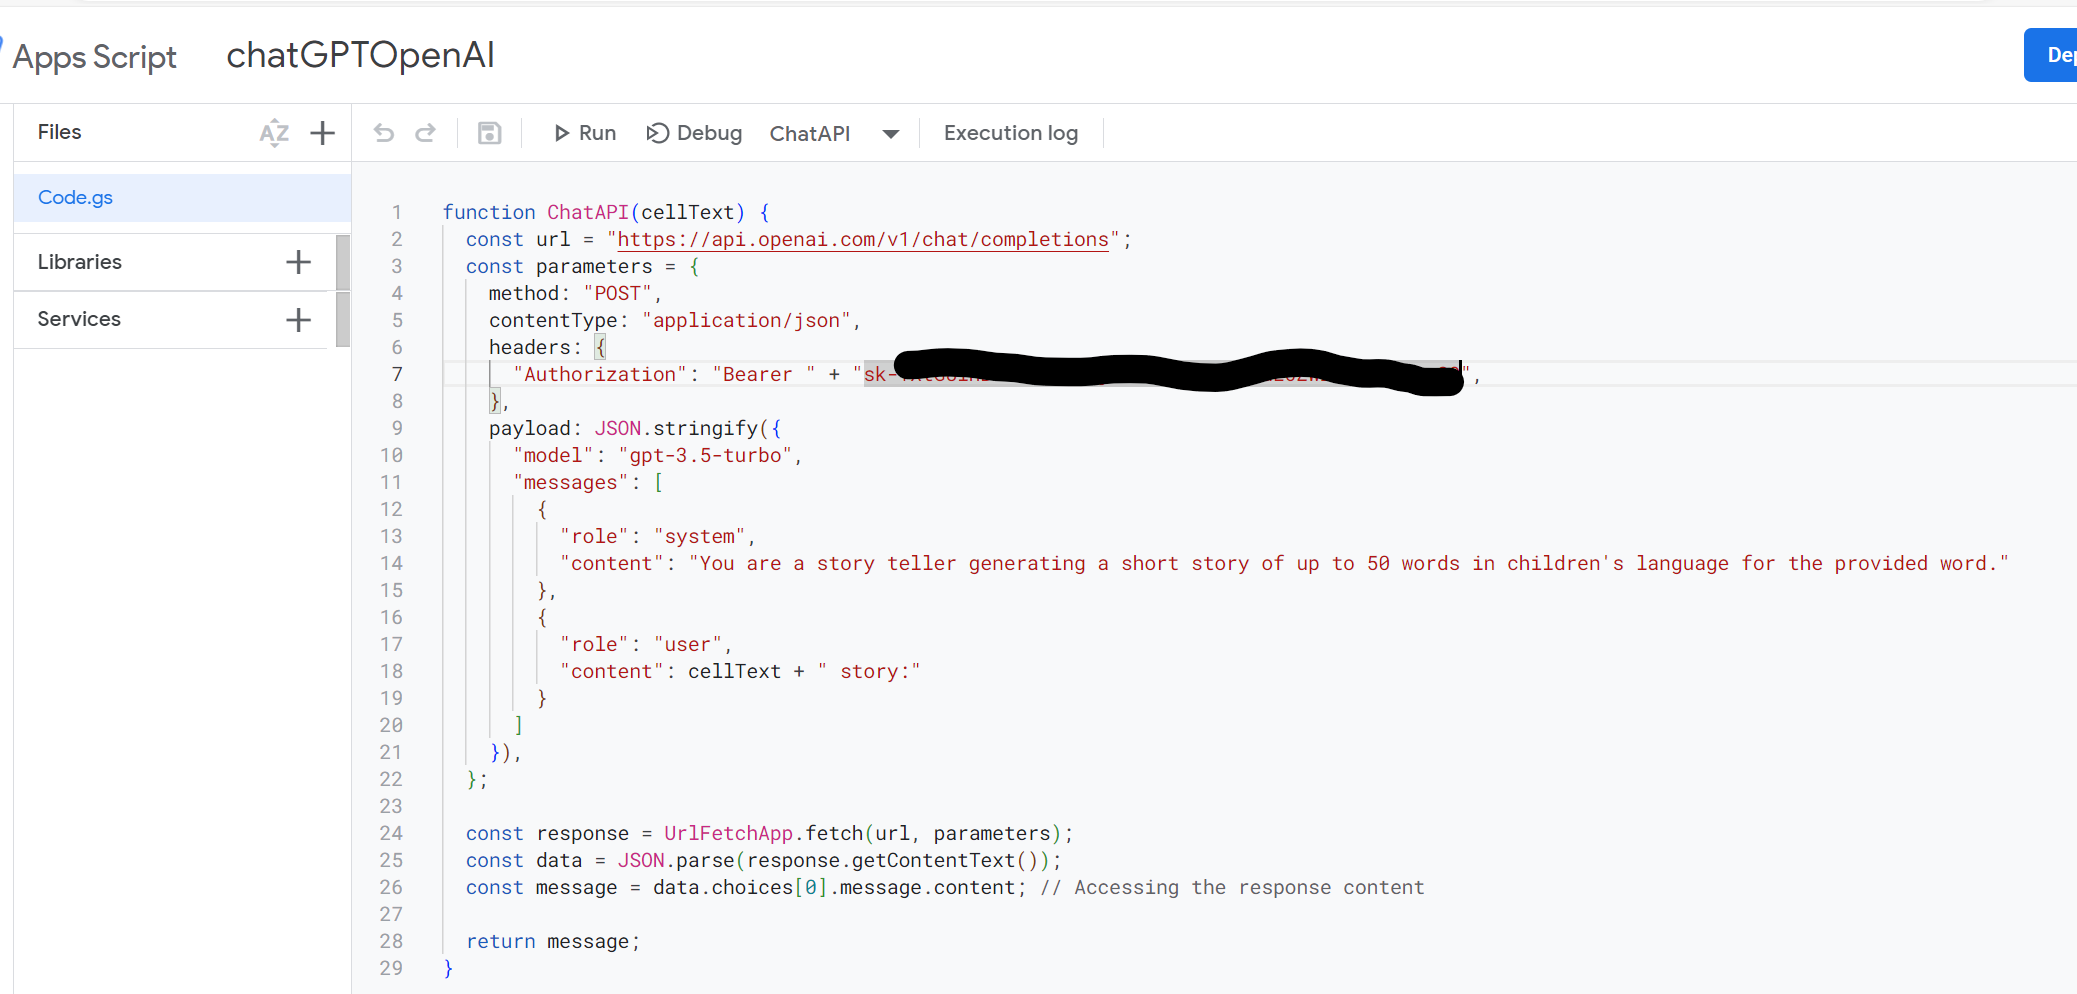 Apps Script
chatGPTOpenAI
Dep
Files
AZ
Run
Debug
ChatAPI
Execution log
Code.gs
Libraries
Services
1 function ChatAPI(cellText) {
2 const url = "https://api.openai.com/v1/chat/completions";
3 const parameters = {
4 method: "POST",
5 contentType: "application/json",
6 headers: {
7 "Authorization": "Bearer " + "sk-",
8 },
9 payload: JSON.stringify({
10 "model": "gpt-3.5-turbo",
11 "messages": [
12 {
13 "role": "system",
14 "content": "You are a story teller generating a short story of up to 50 words in children's language for the provided word."
15 },
16 {
17 "role": "user",
18 "content": cellText + " story:"
19 }
20 ]
21 }),
22 };
23
24 const response = UrlFetchApp.fetch(url, parameters);
25 const data = JSON.parse(response.getContentText());
26 const message = data.choices[0].message.content; // Accessing the response content
27
28 return message;
29 }